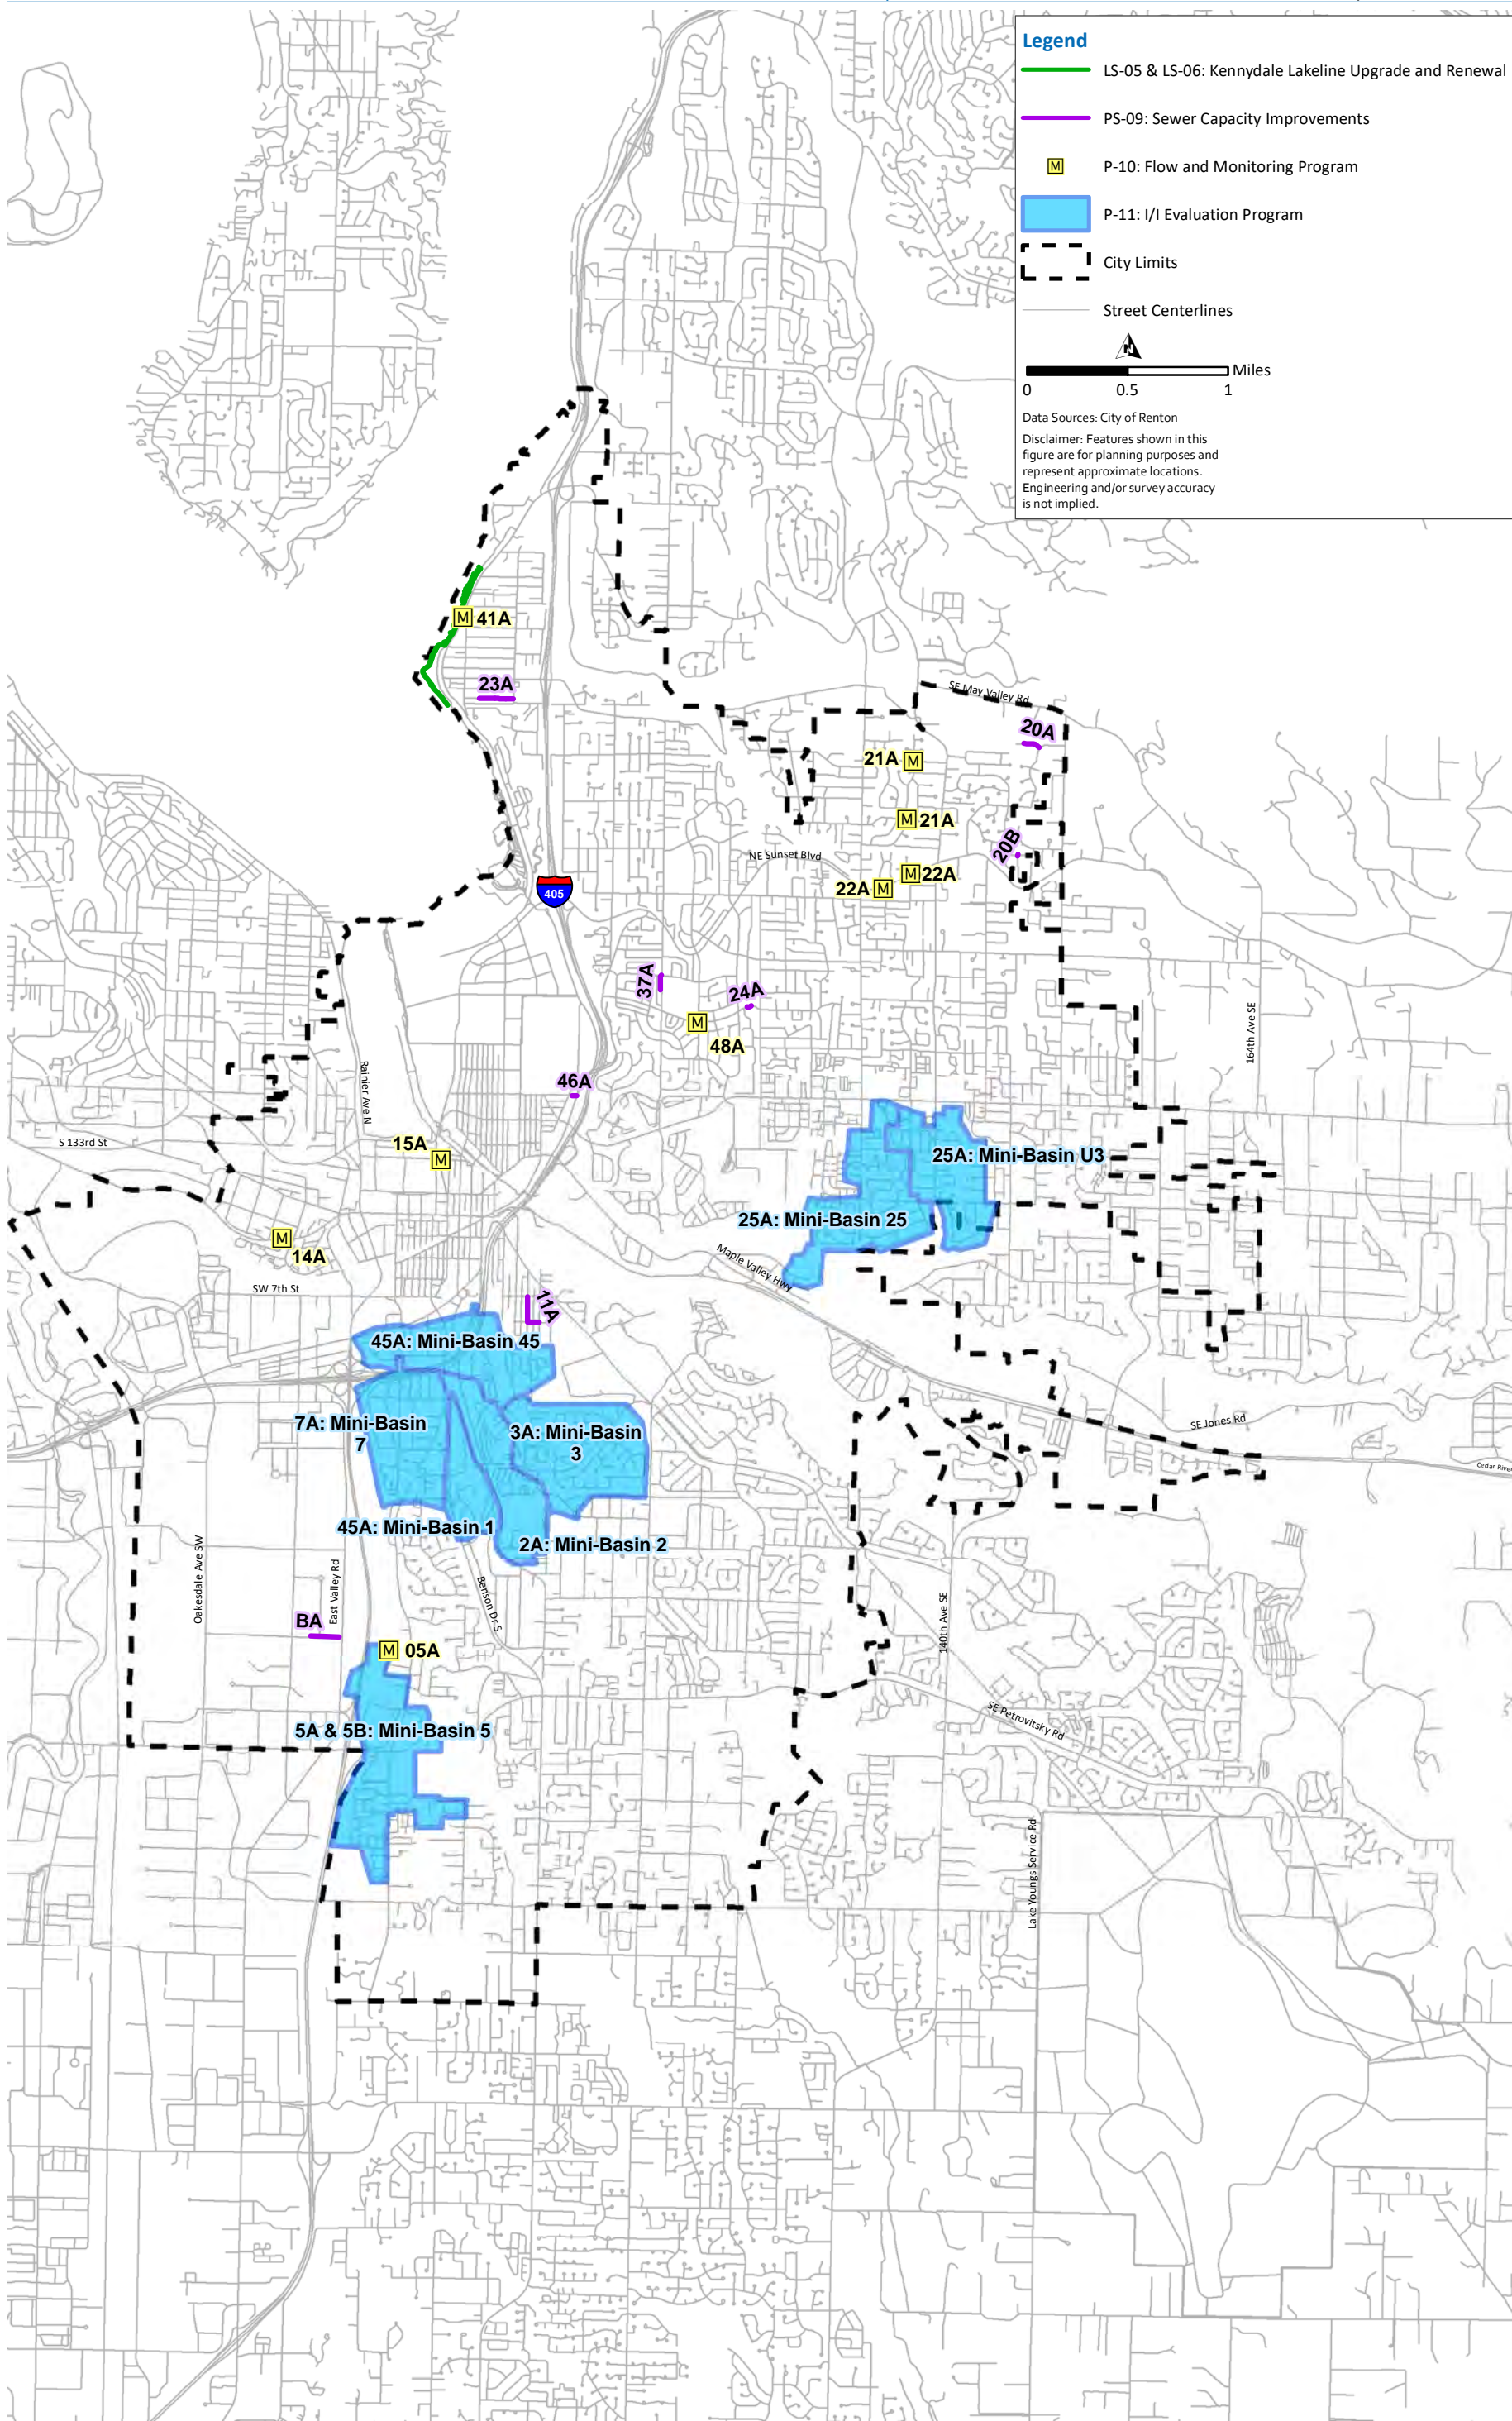 Legend
LS-05 & LS-06: Kennydale Lakeline Upgrade and Renewal
PS-09: Sewer Capacity Improvements
M P-10: Flow and Monitoring Program
P-11: I/I Evaluation Program
City Limits
Street Centerlines
N
Miles
0 0.5 1
Data Sources: City of Renton
Disclaimer: Features shown in this
figure are for planning purposes and
represent approximate locations.
Engineering and/or survey accuracy
is not implied.
M 41A
23A
SE May Valley Rd
20A
21A M
M 21A
20B
NE Sunset Blvd
M 22A
22A M
405
37A
24A
M
48A
164th Ave SE
Rainier Ave N
46A
S 133rd St
15A
M
25A: Mini-Basin U3
25A: Mini-Basin 25
M
14A
Maple Valley Hwy
SW 7th St
11A
45A: Mini-Basin 45
7A: Mini-Basin
7
3A: Mini-Basin
3
SE Jones Rd
Cedar River
45A: Mini-Basin 1
2A: Mini-Basin 2
Oakesdale Ave SW
East Valley Rd
Benson Dr S
140th Ave SE
BA
M 05A
SE Petrovitsky Rd
5A & 5B: Mini-Basin 5
Lake Youngs Service Rd